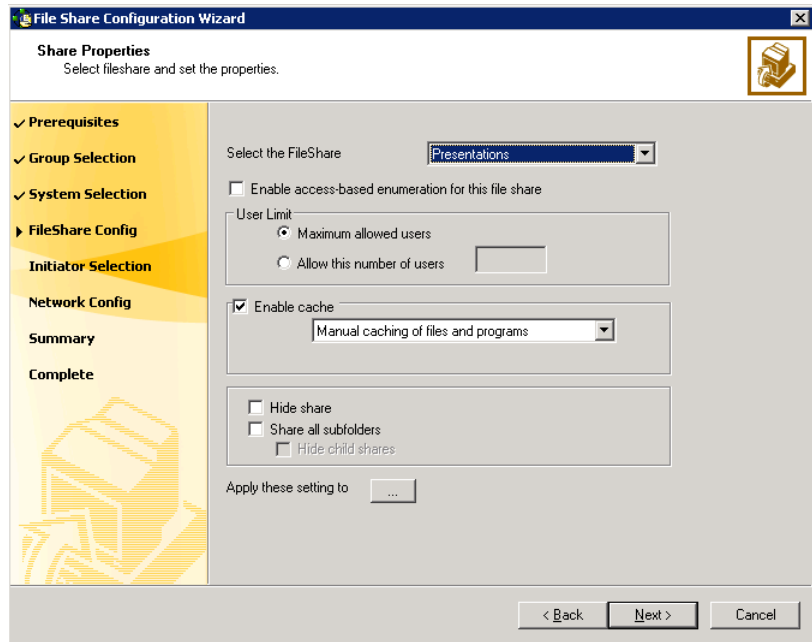 File Share Configuration Wizard
Share Properties
Select fileshare and set the properties.
Prerequisites
Group Selection
System Selection
FileShare Config
Initiator Selection
Network Config
Summary
Complete
Select the FileShare
Presentations
Enable access-based enumeration for this file share
User Limit
Maximum allowed users
Allow this number of users
Enable cache
Manual caching of files and programs
Hide share
Share all subfolders
Hide child shares
Apply these setting to
...
< Back
Next >
Cancel